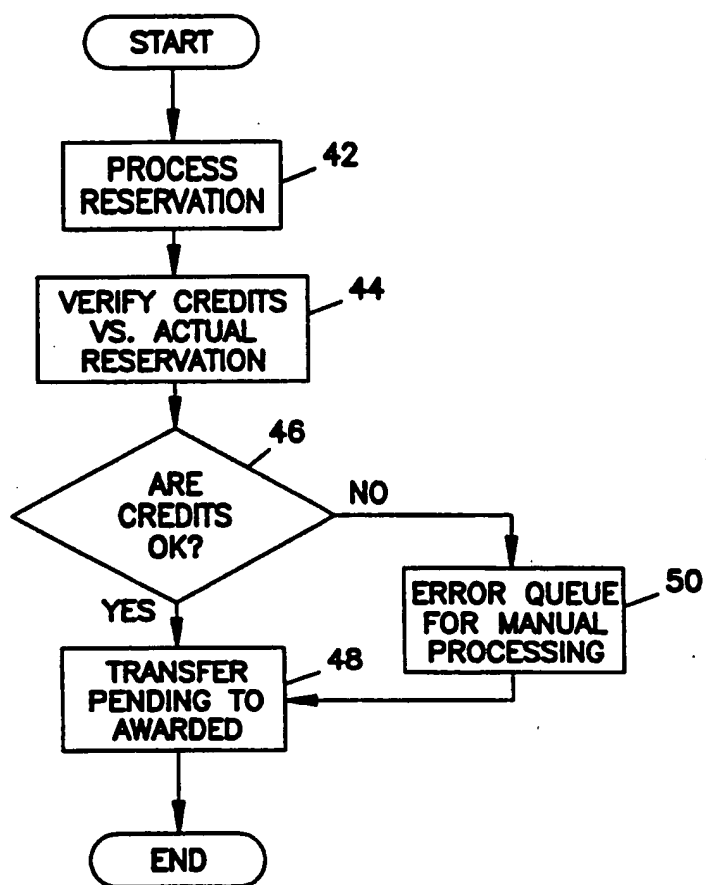 START
PROCESS
RESERVATION
42
VERIFY CREDITS
VS. ACTUAL
RESERVATION
44
ARE
CREDITS
OK?
46
NO
YES
ERROR QUEUE
FOR MANUAL
PROCESSING
50
TRANSFER
PENDING TO
AWARDED
48
END